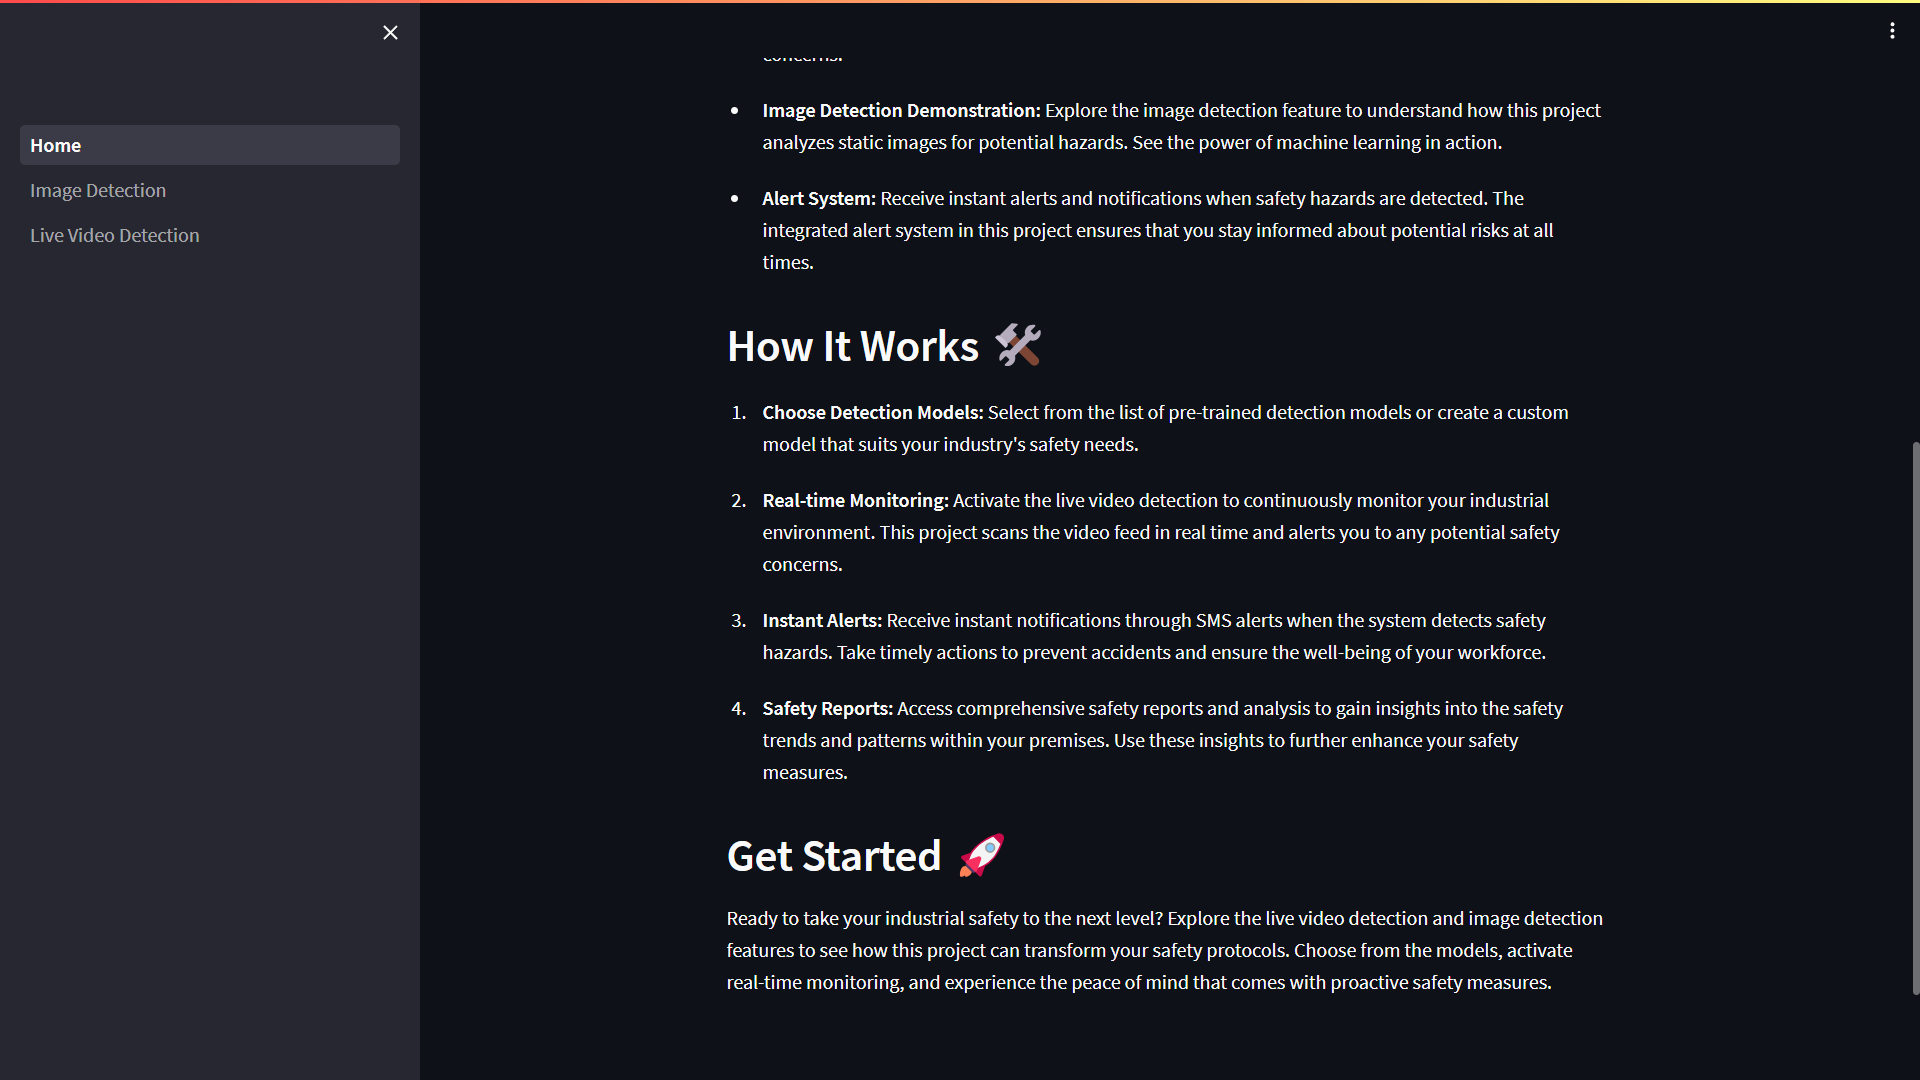 Home
Image Detection
Live Video Detection
concerns.
Image Detection Demonstration: Explore the image detection feature to understand how this project
analyzes static images for potential hazards. See the power of machine learning in action.
Alert System: Receive instant alerts and notifications when safety hazards are detected. The
integrated alert system in this project ensures that you stay informed about potential risks at all
times.
How It Works
1. Choose Detection Models: Select from the list of pre-trained detection models or create a custom
model that suits your industry's safety needs.
2. Real-time Monitoring: Activate the live video detection to continuously monitor your industrial
environment. This project scans the video feed in real time and alerts you to any potential safety
concerns.
3. Instant Alerts: Receive instant notifications through SMS alerts when the system detects safety
hazards. Take timely actions to prevent accidents and ensure the well-being of your workforce.
4. Safety Reports: Access comprehensive safety reports and analysis to gain insights into the safety
trends and patterns within your premises. Use these insights to further enhance your safety
measures.
Get Started
Ready to take your industrial safety to the next level? Explore the live video detection and image detection
features to see how this project can transform your safety protocols. Choose from the models, activate
real-time monitoring, and experience the peace of mind that comes with proactive safety measures.